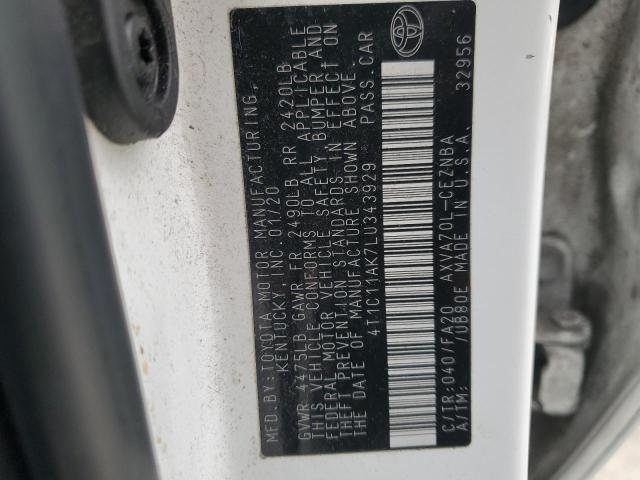 MFD.BY:TOYOTA MOTOR MANUFACTURING,
KENTUCKY, INC. 01/20
GVWR 4475LB GAWR FR 2490LB RR 2420LB
THIS VEHICLE CONFORMS TO ALL APPLICABLE
FEDERAL MOTOR VEHICLE SAFETY, BUMPER AND
THEFT PREVENTION STANDARDS IN EFFECT ON
THE DATE OF MANUFACTURE SHOWN ABOVE.
4T1C11AK7LU343929 PASS.CAR
C/TR:040/FA20 AXVA70L-CEZNBA
A/TM: /UB80E MADE IN U.S.A. 32956